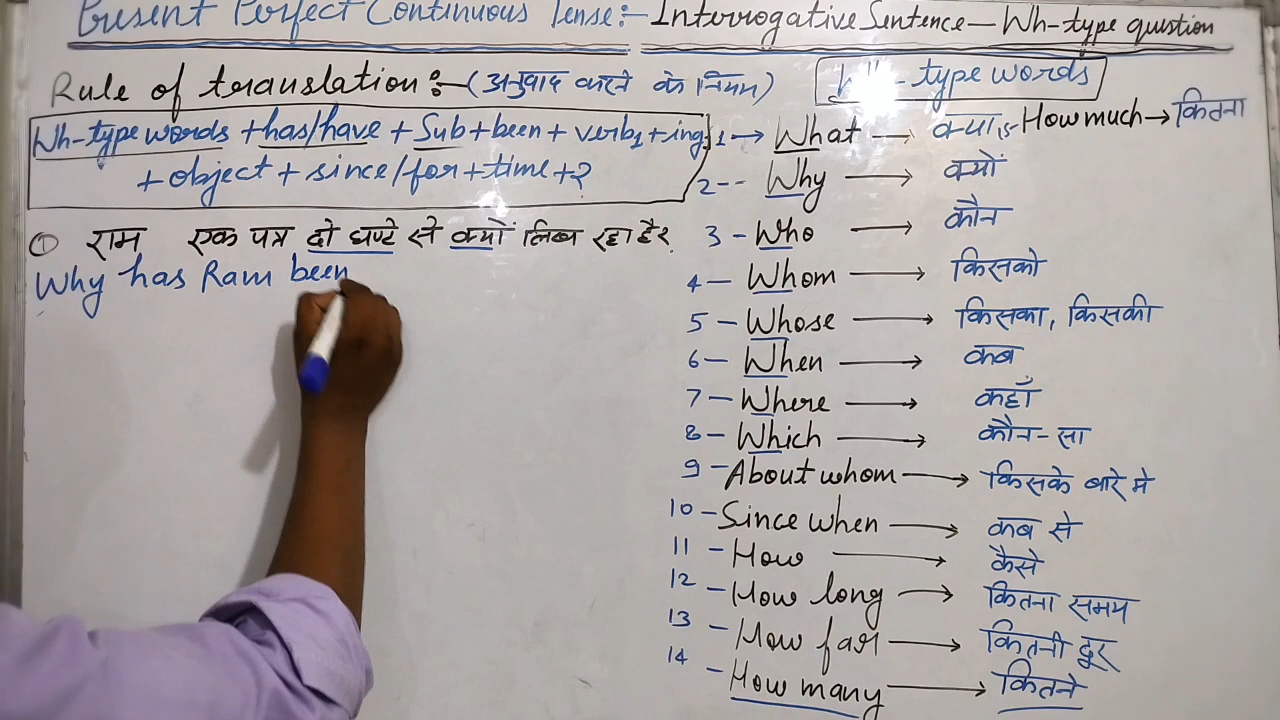 Present Perfect Continuous Tense:- Interrogative Sentence - Wh-type question
Rule of translation :- (अनुवाद करने के नियम)
Wh-type words + has/have + Sub + been + verb1 + ing
+ object + since/for + time + ?
① राम एक पत्र दो घण्टे से क्यों लिख रहा है?
Why has Ram been
Wh-type words
1 → What → क्या 15- How much → कितना
2-- Why → क्यों
3 - Who → कौन
4 - Whom → किसको
5 - Whose → किसका, किसकी
6 - When → कब
7 - Where → कहाँ
8 - Which → कौन-सा
9 - About whom → किसके बारे मे
10 - Since when → कब से
11 - How → कैसे
12 - How long → कितना समय
13 - How far → कितनी दूर
14 - How many → कितने